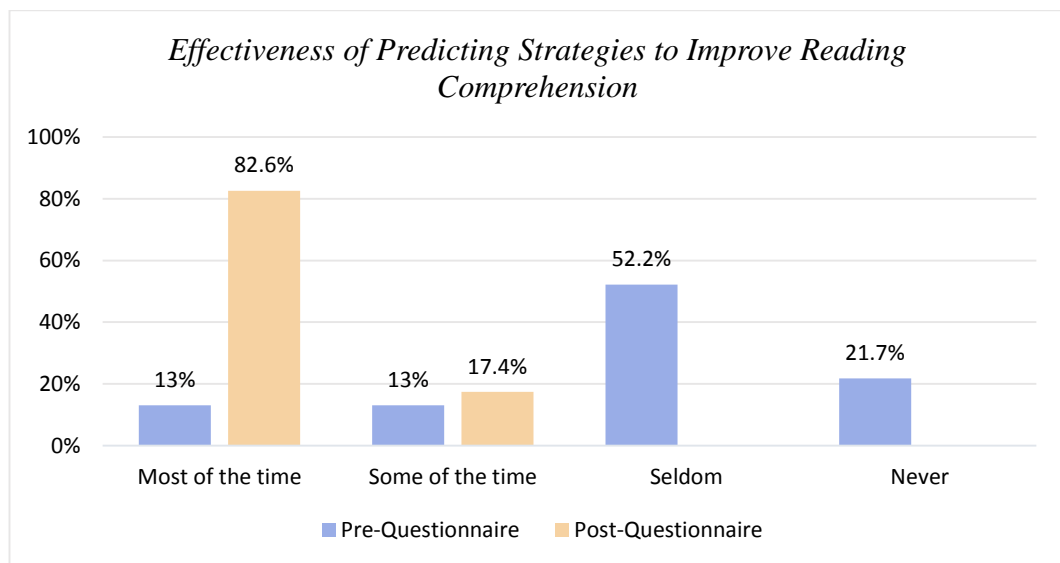 Effectiveness of Predicting Strategies to Improve Reading
Comprehension
100%
80%
60%
40%
20%
0%
13%
82.6%
13%
17.4%
52.2%
21.7%
Most of the time
Some of the time
Seldom
Never
Pre-Questionnaire
Post-Questionnaire